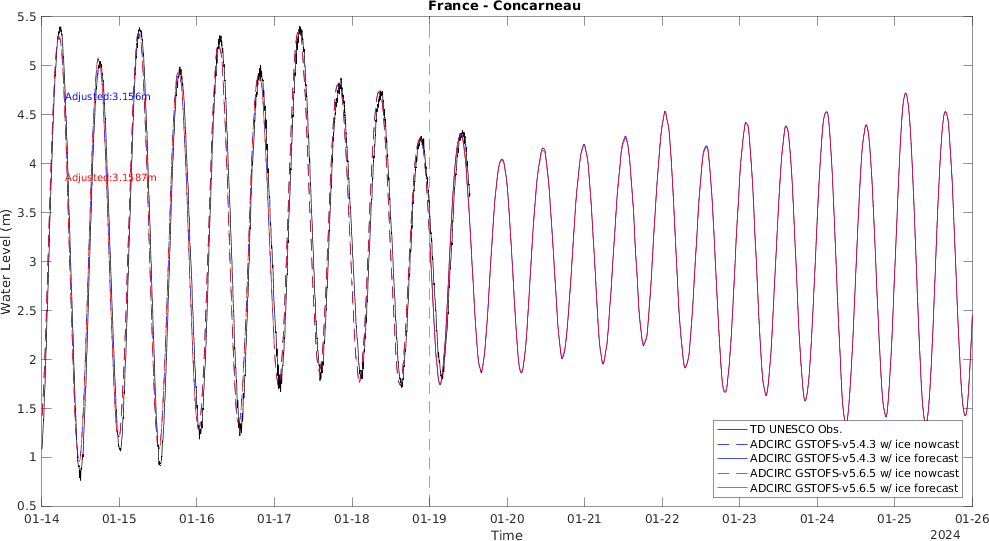 France - Concarneau
5.5
5
4.5
4
3.5
3
2.5
2
1.5
1
0.5
Water Level (m)
Adjusted:3.156m
Adjusted:3.1587m
TD UNESCO Obs.
ADCIRC GSTOFS-v5.4.3 w/ ice nowcast
ADCIRC GSTOFS-v5.4.3 w/ ice forecast
ADCIRC GSTOFS-v5.6.5 w/ ice nowcast
ADCIRC GSTOFS-v5.6.5 w/ ice forecast
01-14 01-15 01-16 01-17 01-18 01-19 01-20 01-21 01-22 01-23 01-24 01-25 01-26
Time
2024